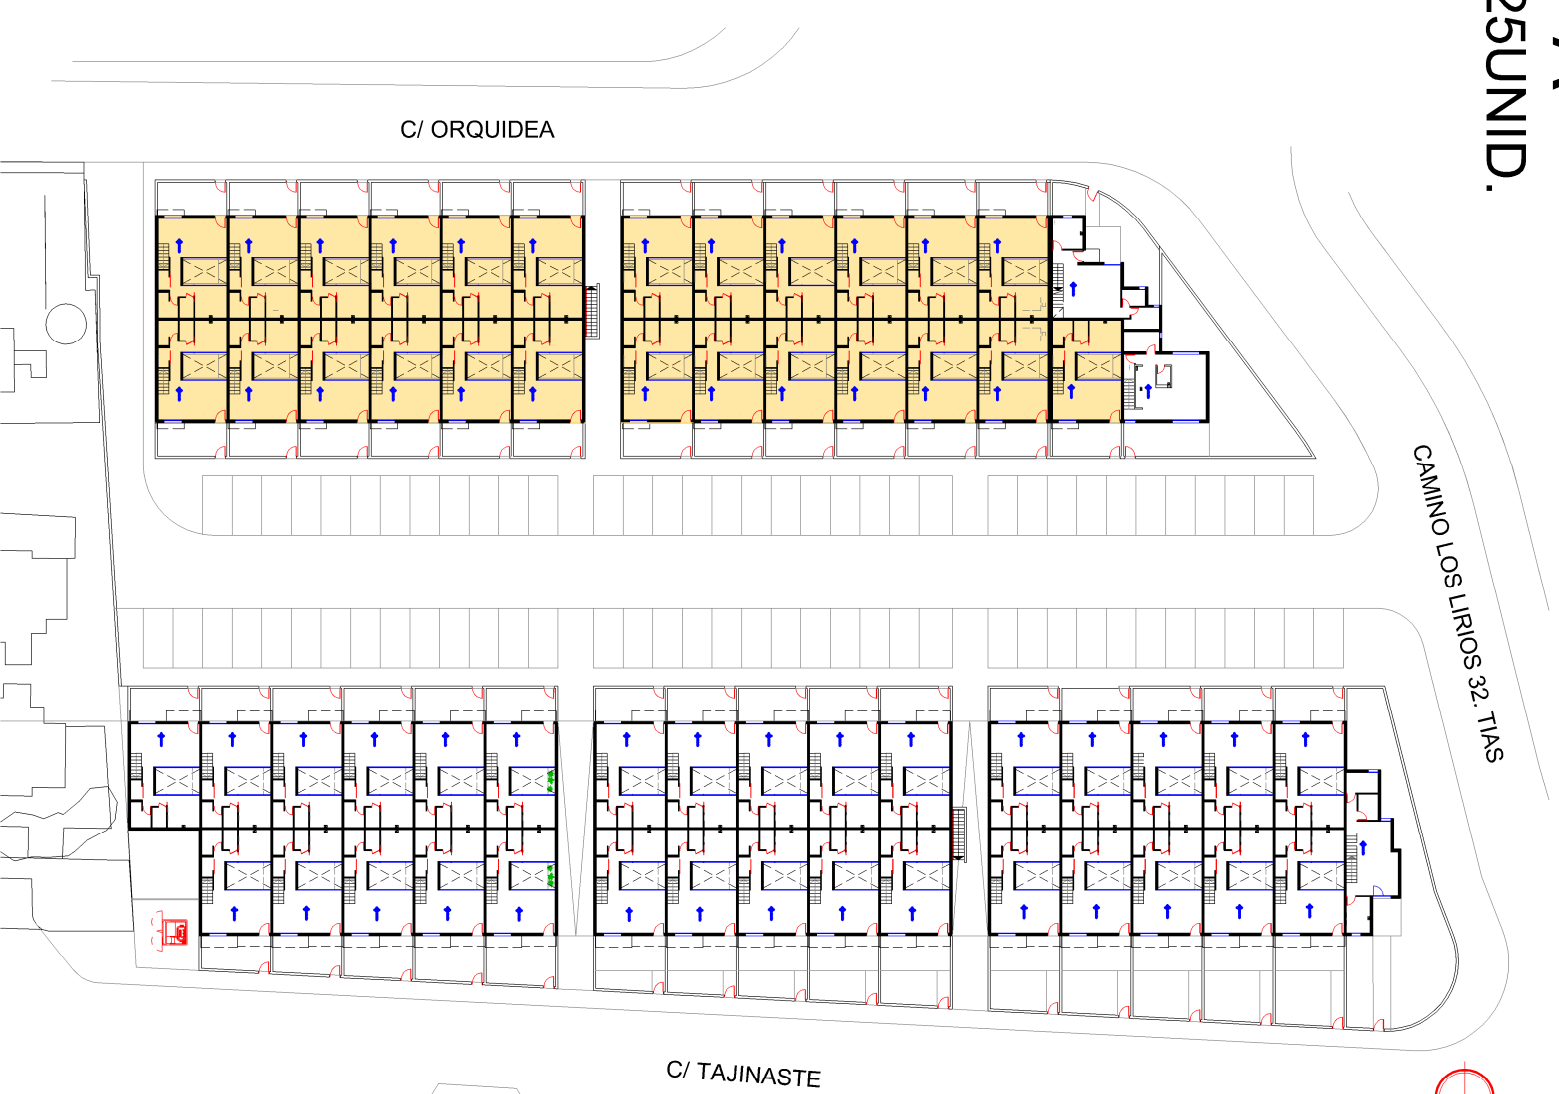 25UNID.
C/ ORQUIDEA
CAMINO LOS LIRIOS 32. TIAS
C/ TAJINASTE